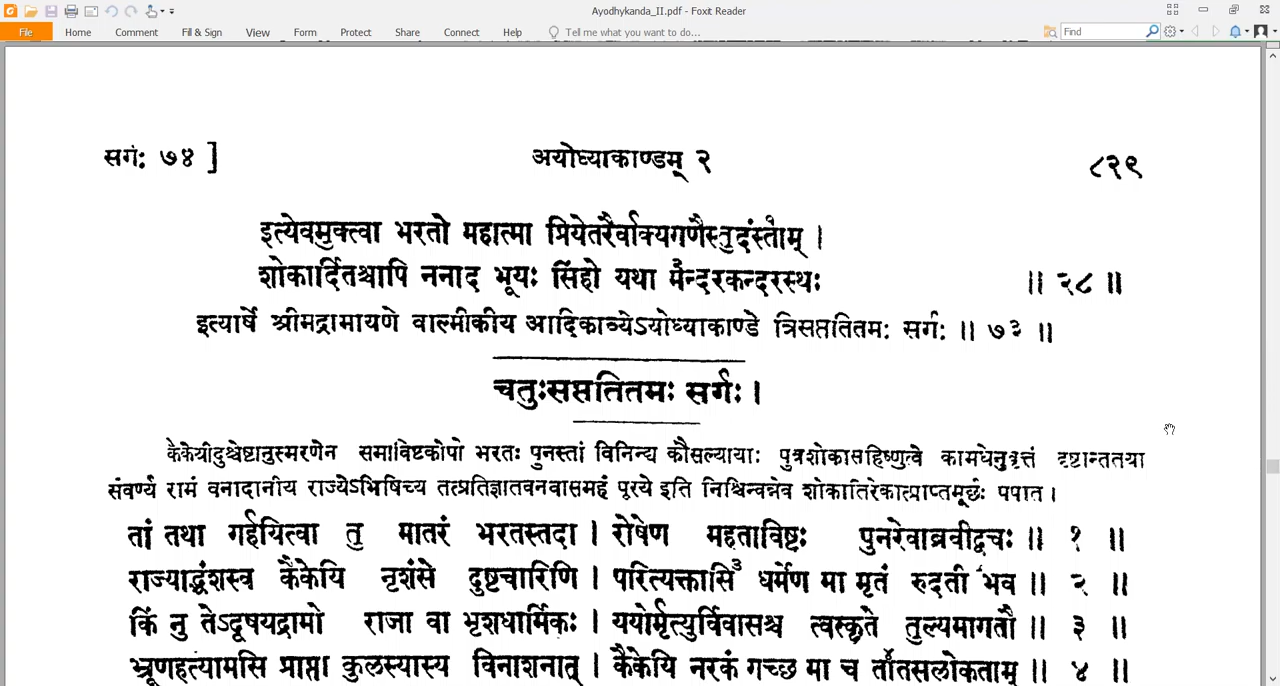 Ayodhykanda_II.pdf - Foxit Reader
File Home Comment Fill & Sign View Form Protect Share Connect Help Tell me what you want to do... Find
सर्गः ७४ ] अयोध्याकाण्डम् २ ८३९
इत्येवमुक्त्वा भरतो महात्मा प्रियेतरैर्वाक्यगणैस्तुदंस्ताम् ।
शोकार्दितश्चापि ननाद भूयः सिंहो यथा मन्दरकन्दरस्थः ॥ २८ ॥
इत्यार्षे श्रीमद्रामायणे वाल्मीकीय आदिकाव्येऽयोध्याकाण्डे त्रिसप्ततितमः सर्गः ॥ ७३ ॥
चतुःसप्ततितमः सर्गः ।
कैकेयीदुश्चेष्टानुस्मरणेन समाविष्टकोपो भरतः पुनस्तां विनिन्द्य कौसल्यायाः पुत्रशोकासहिष्णुत्वे कामधेनुवृत्तं दृष्टान्ततया
संवर्ण्य रामं वनादानीय राज्येऽभिषिच्य तत्प्रतिज्ञातवनवासमहं पूरये इति निश्चिन्वन्नेव शोकातिरेकात्प्राप्तमूर्छः पपात ।
तां तथा गर्हयित्वा तु मातरं भरतस्तदा । रोषेण महताविष्टः पुनरेवाब्रवीद्वचः ॥ १ ॥
राज्याद्भ्रंशस्व कैकेयि नृशंसे दुष्टचारिणि । परित्यक्तासि³ धर्मेण मा मृतं रुदती भव ॥ २ ॥
किं नु तेऽदूषयद्रामो राजा वा भृशधार्मिकः । ययोर्मृत्युर्विवासश्च त्वत्कृते तुल्यमागतौ ॥ ३ ॥
भ्रूणहत्यामसि प्राप्ता कुलस्यास्य विनाशनात् । कैकेयि नरकं गच्छ मा च तातसलोकताम् ॥ ४ ॥